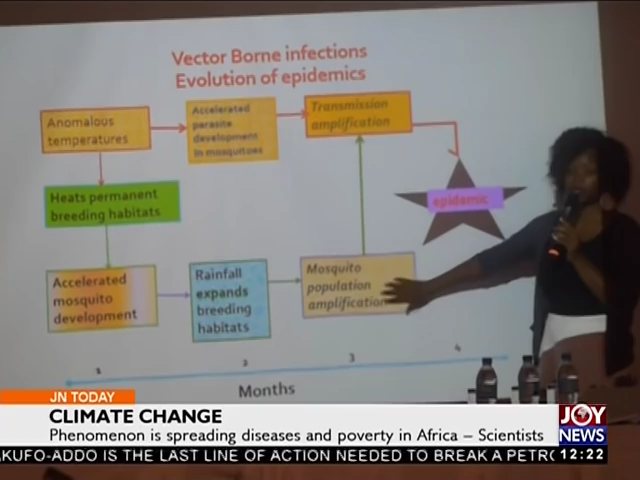 Vector Borne infections
Evolution of epidemics
Anomalous
temperatures
Accelerated
parasite
development
in mosquitoes
Transmission
amplification
Heats permanent
breeding habitats
epidemic
Accelerated
mosquito
development
Rainfall
expands
breeding
habitats
Mosquito
population
amplification
1 2 3 4
Months
JN TODAY
CLIMATE CHANGE
Phenomenon is spreading diseases and poverty in Africa – Scientists
JOY
NEWS
AKUFO-ADDO IS THE LAST LINE OF ACTION NEEDED TO BREAK A PETRO
12:22